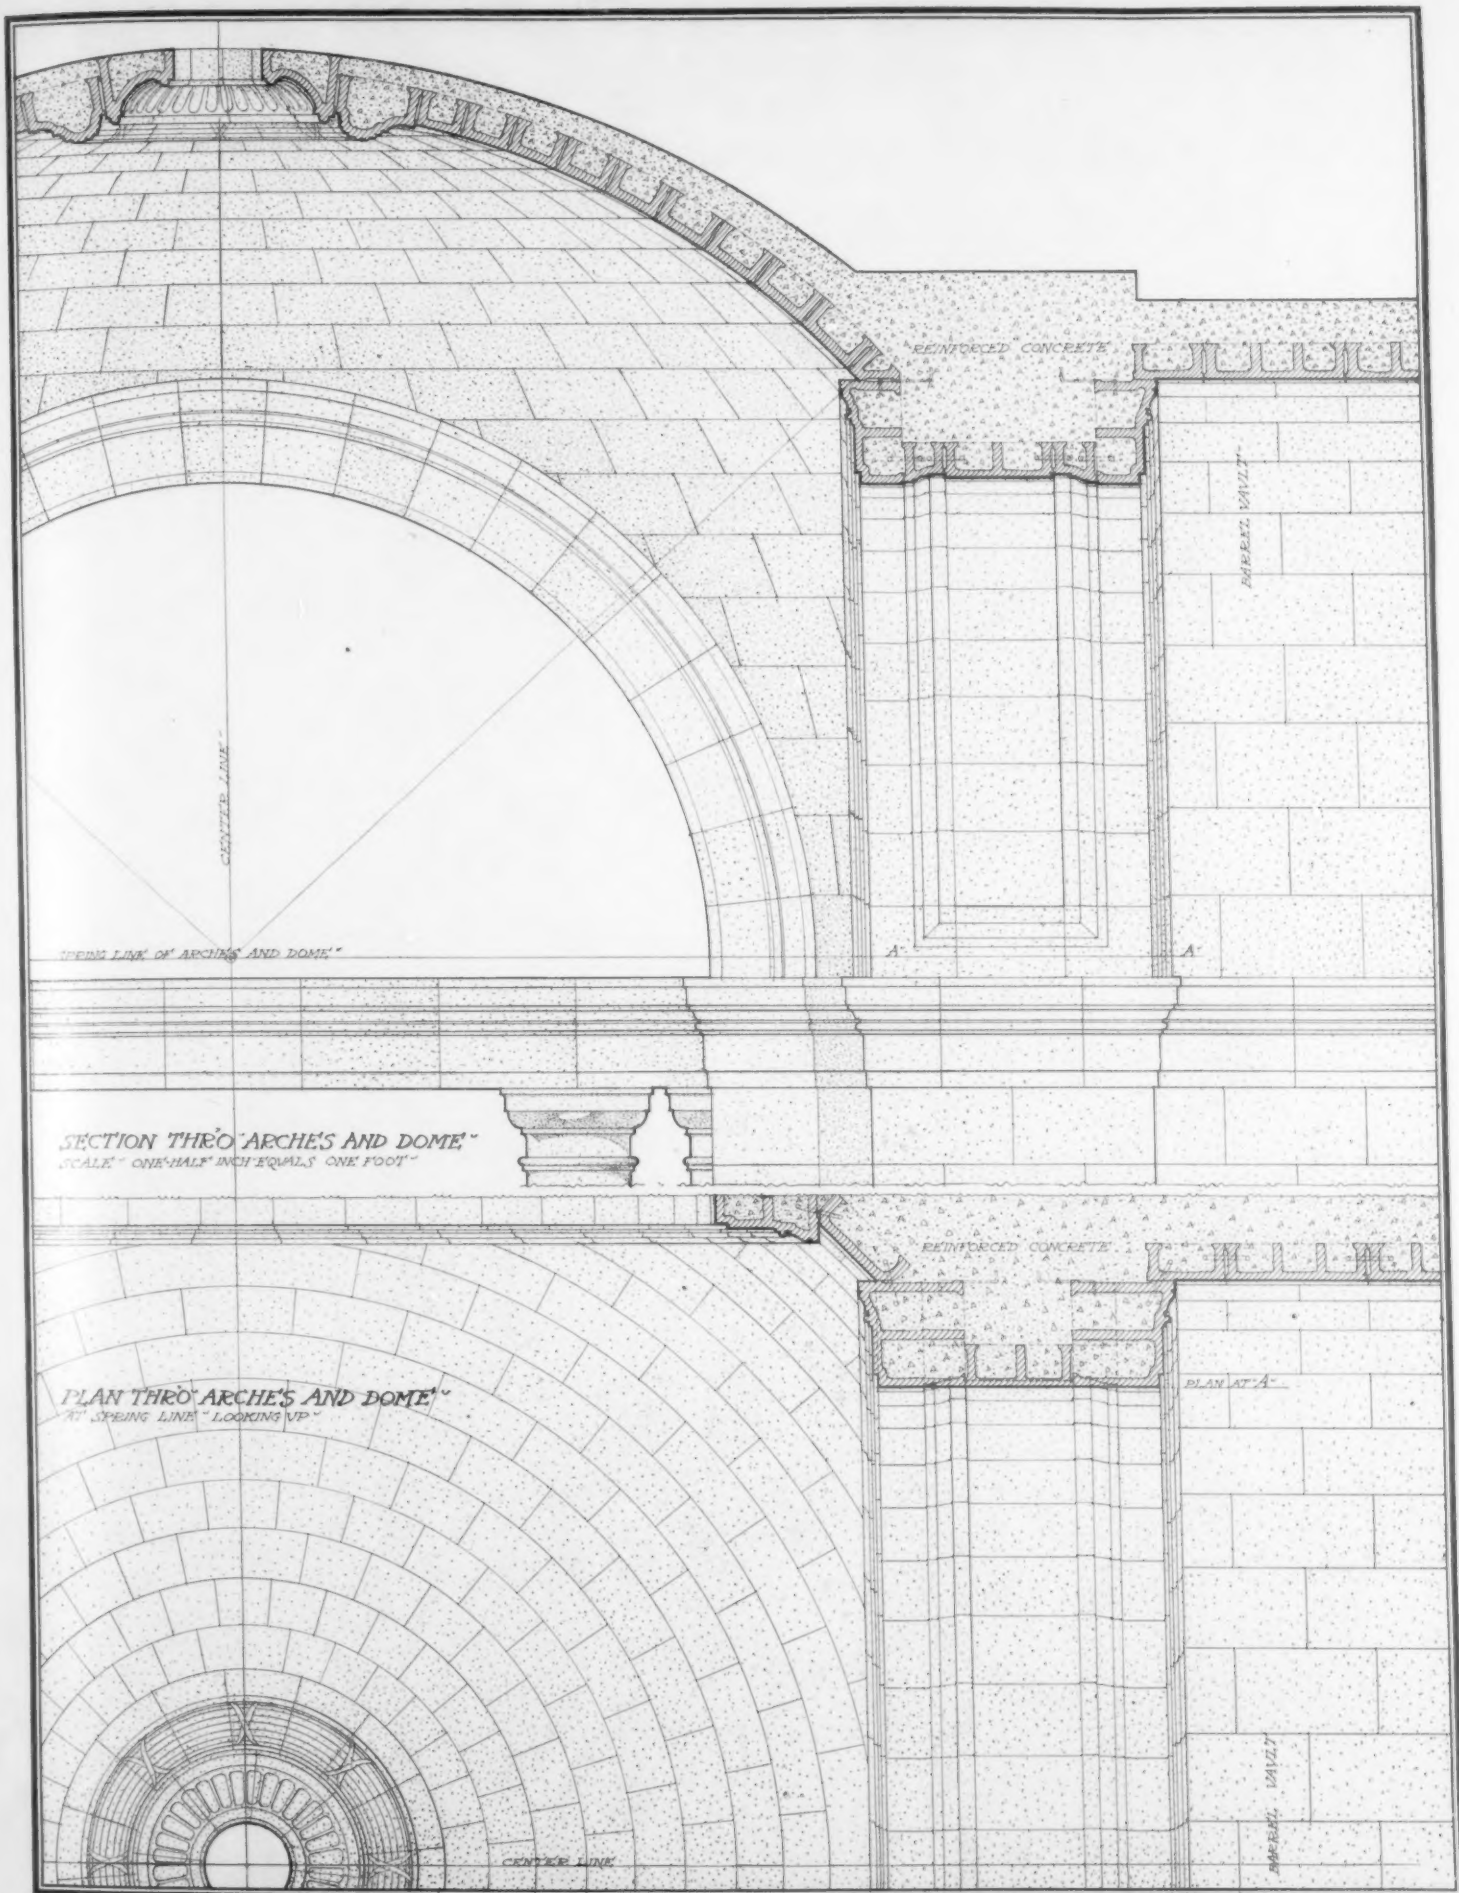 REINFORCED CONCRETE
BARREL VAULT
CENTER LINE
SPRING LINE OF ARCHES AND DOME
A A
SECTION THRO ARCHES AND DOME
SCALE ONE-HALF INCH EQUALS ONE FOOT
REINFORCED CONCRETE
PLAN THRO ARCHES AND DOME
AT SPRING LINE LOOKING UP
PLAN AT "A"
BARREL VAULT
CENTER LINE